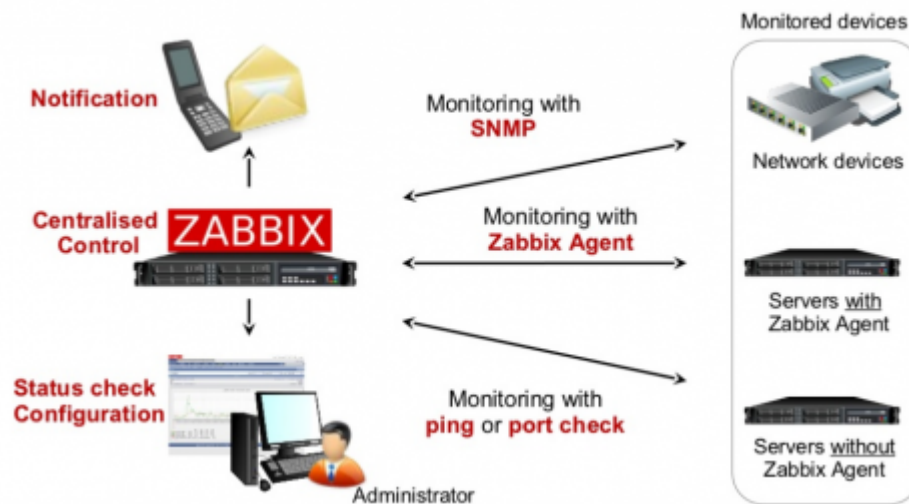 Monitored devices
Notification
Monitoring with
SNMP
Network devices
Centralised
Control
ZABBIX
Monitoring with
Zabbix Agent
Servers with
Zabbix Agent
Status check
Configuration
Monitoring with
ping or port check
Servers without
Zabbix Agent
Administrator